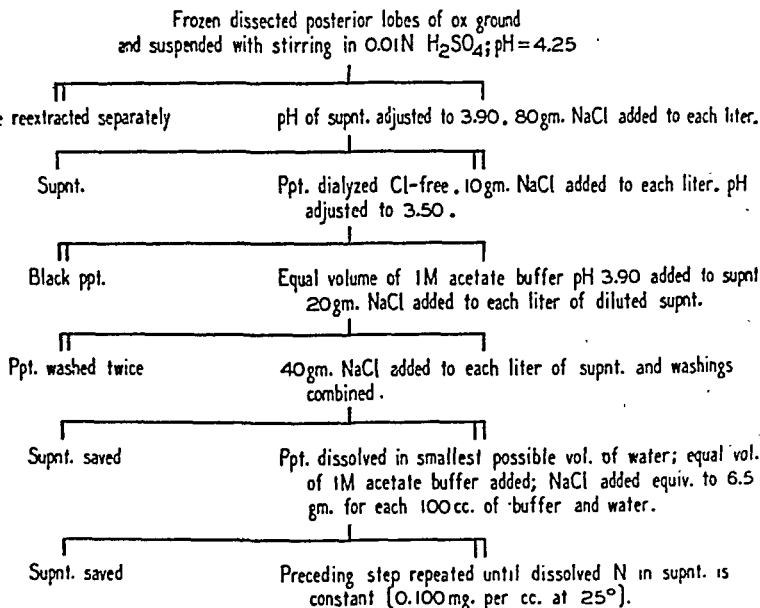 Frozen dissected posterior lobes of ox ground
and suspended with stirring in 0.01N H₂SO₄; pH = 4.25
reextracted separately
pH of supnt. adjusted to 3.90. 80gm. NaCl added to each liter.
Supnt.
Ppt. dialyzed Cl-free. 10gm. NaCl added to each liter. pH
adjusted to 3.50.
Black ppt.
Equal volume of 1M acetate buffer pH 3.90 added to supnt
20gm. NaCl added to each liter of diluted supnt.
Ppt. washed twice
40gm. NaCl added to each liter of supnt. and washings
combined.
Supnt. saved
Ppt. dissolved in smallest possible vol. of water; equal vol.
of 1M acetate buffer added; NaCl added equiv. to 6.5
gm. for each 100cc. of buffer and water.
Supnt. saved
Preceding step repeated until dissolved N in supnt. is
constant (0.100mg. per cc. at 25°).